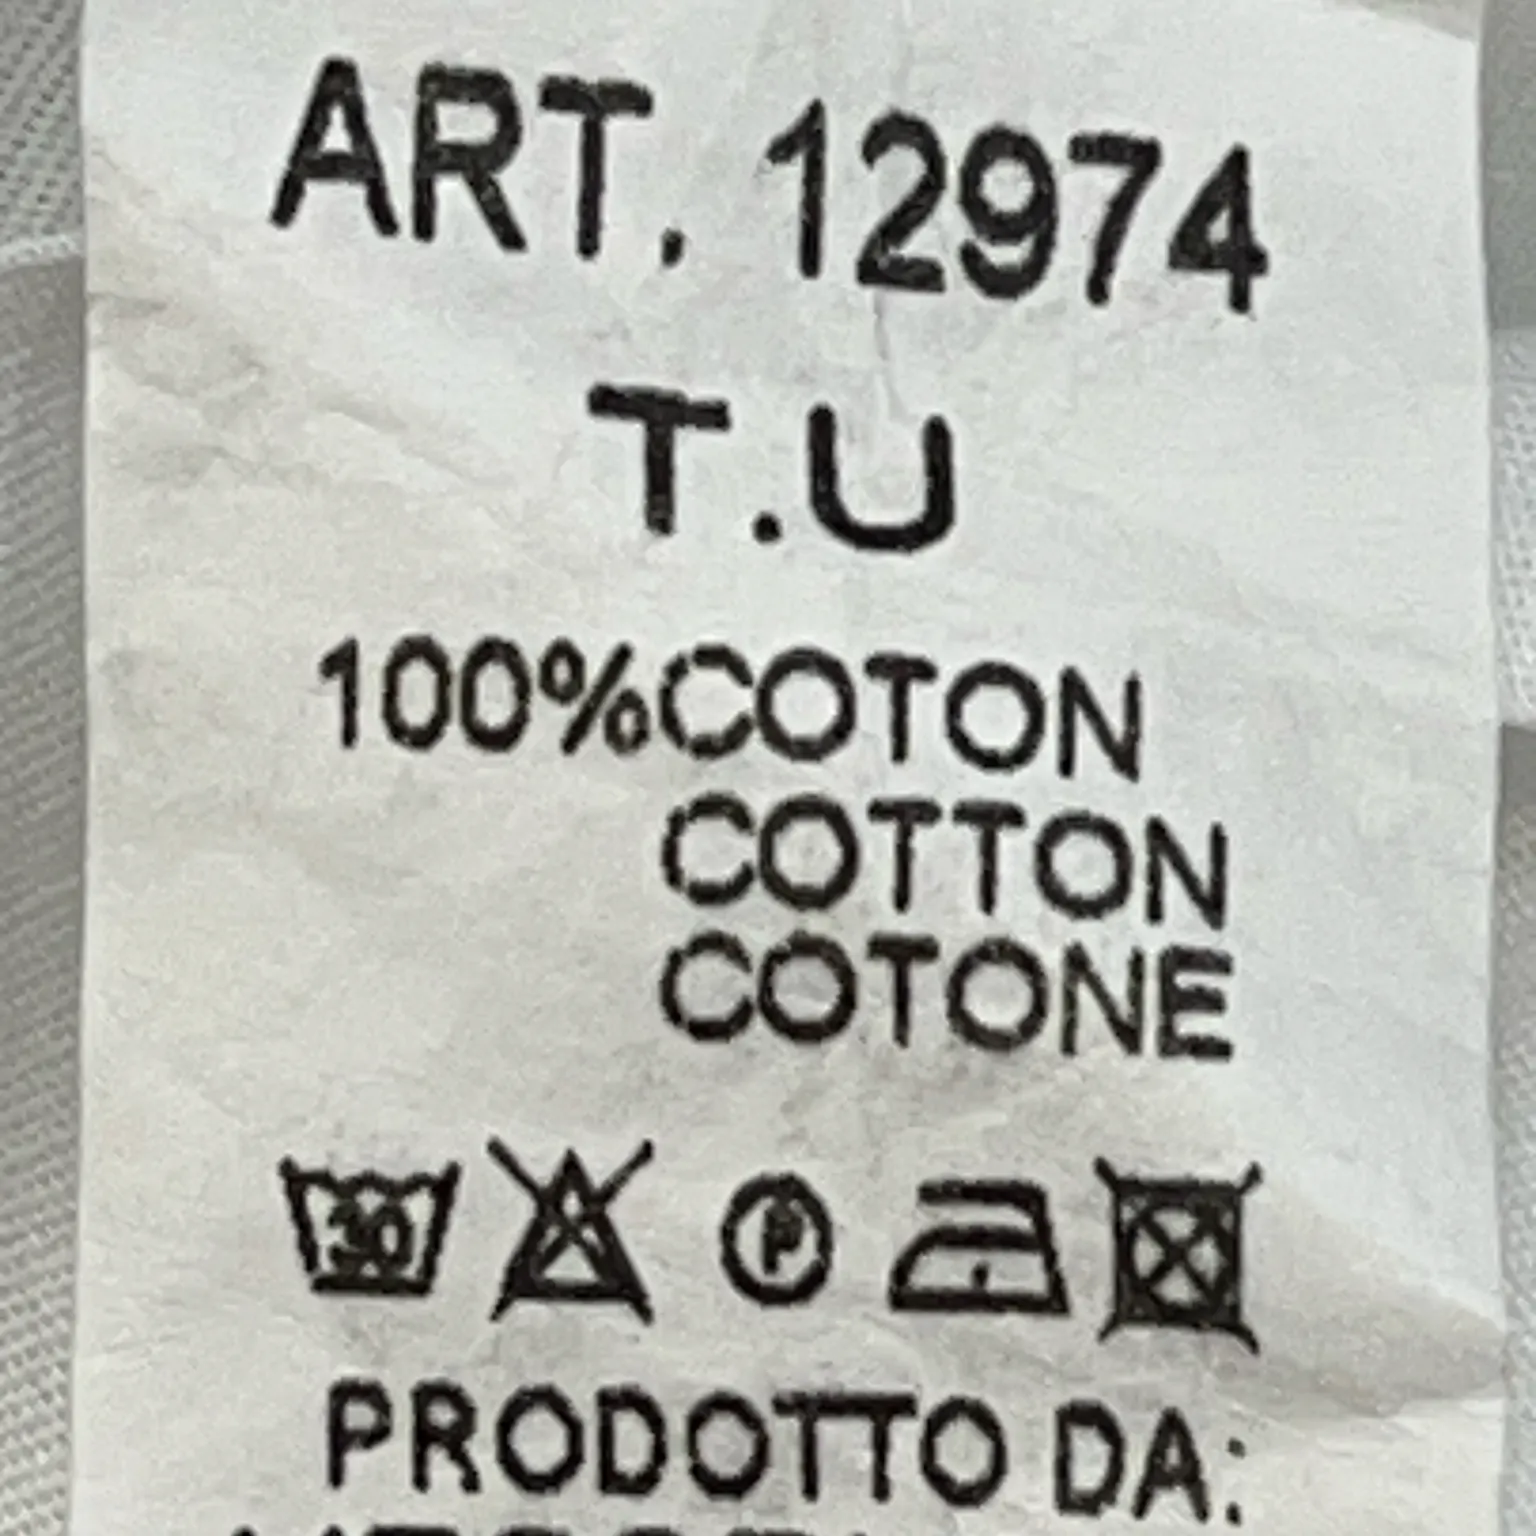 ART. 12974
T.U
100%COTON
COTTON
COTONE
30 P
PRODOTTO DA: